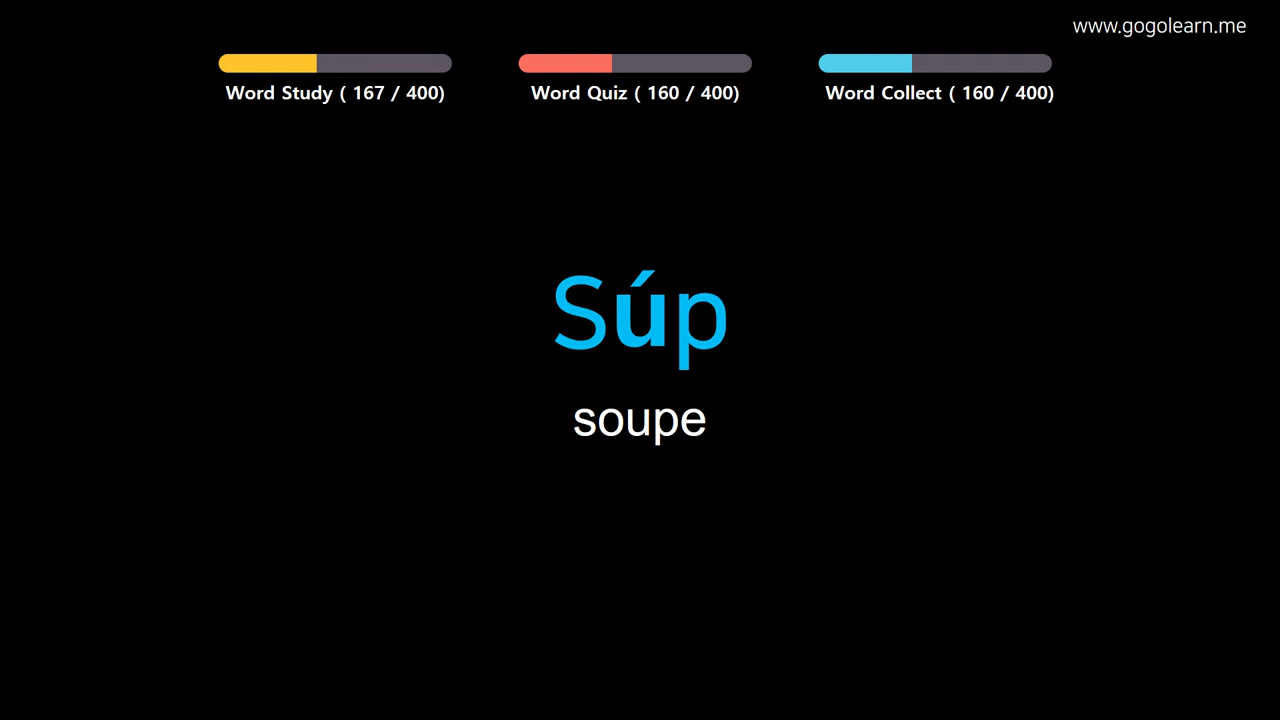 www.gogolearn.me
Word Study ( 167 / 400)
Word Quiz ( 160 / 400)
Word Collect ( 160 / 400)
Súp
soupe